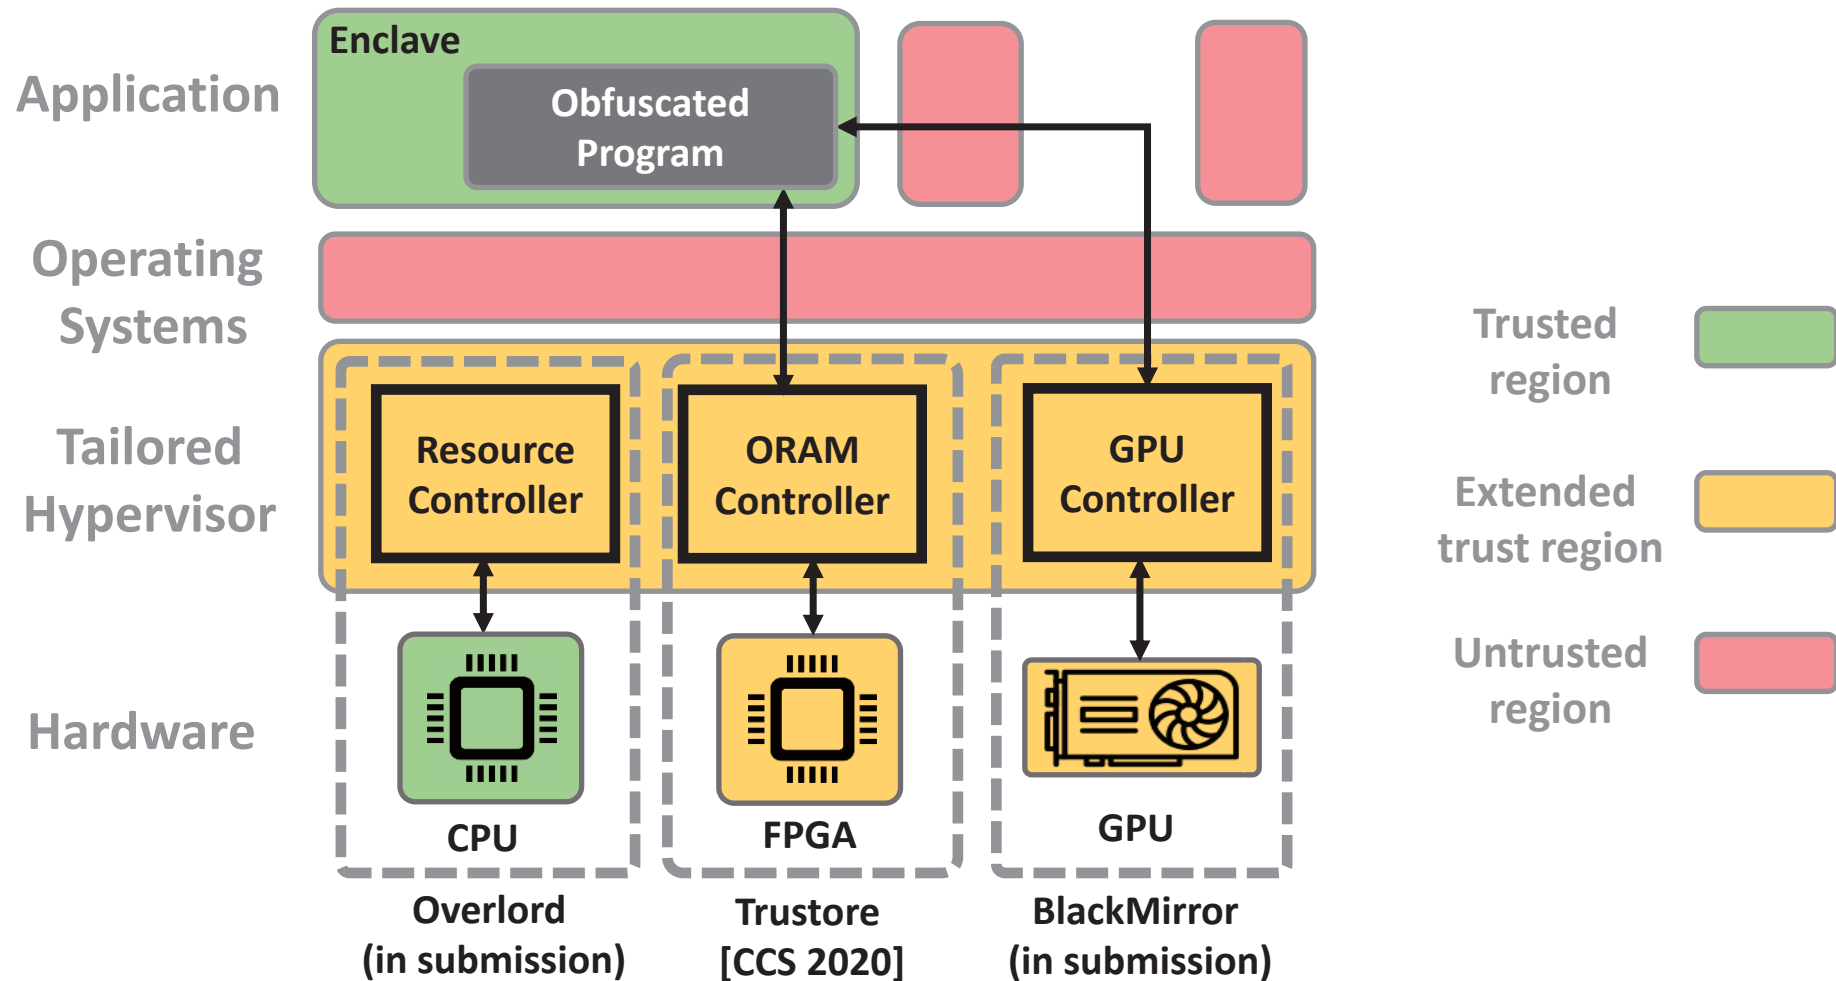 Enclave
Application
Obfuscated
Program
Operating
Systems
Tailored
Hypervisor
Resource
Controller
ORAM
Controller
GPU
Controller
Hardware
CPU
FPGA
GPU
Overlord
(in submission)
Trustore
[CCS 2020]
BlackMirror
(in submission)
Trusted
region
Extended
trust region
Untrusted
region